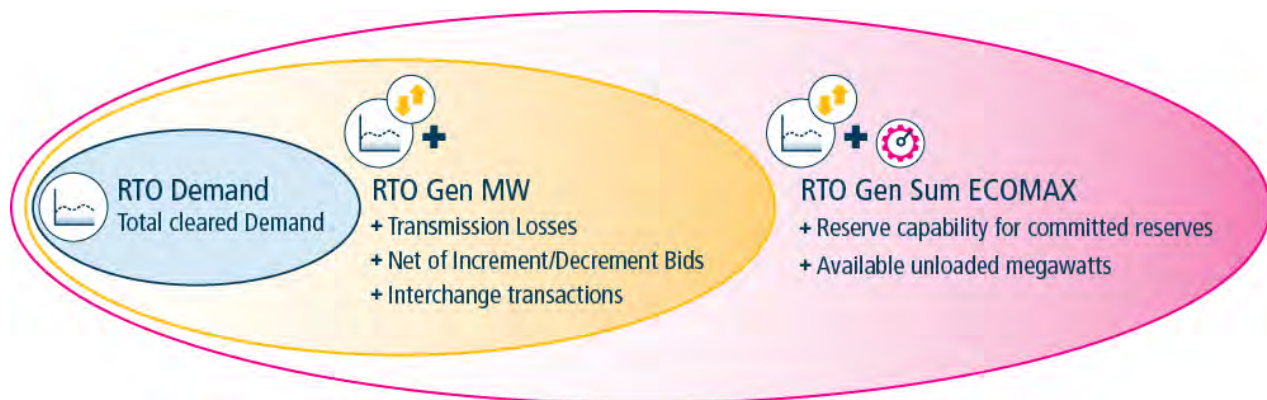 RTO Demand
Total cleared Demand
RTO Gen MW
+ Transmission Losses
+ Net of Increment/Decrement Bids
+ Interchange transactions
RTO Gen Sum ECOMAX
+ Reserve capability for committed reserves
+ Available unloaded megawatts